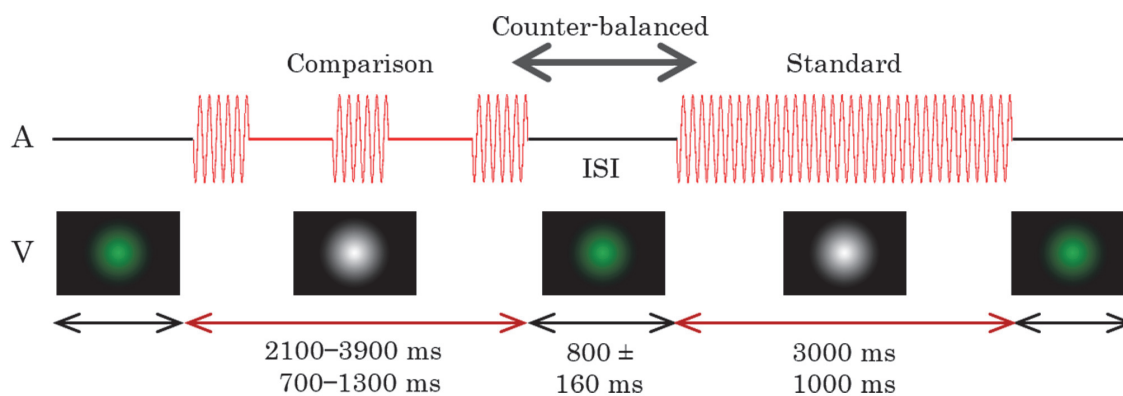 Counter-balanced
Comparison
Standard
A
ISI
V
2100–3900 ms
800 ±
3000 ms
700–1300 ms
160 ms
1000 ms